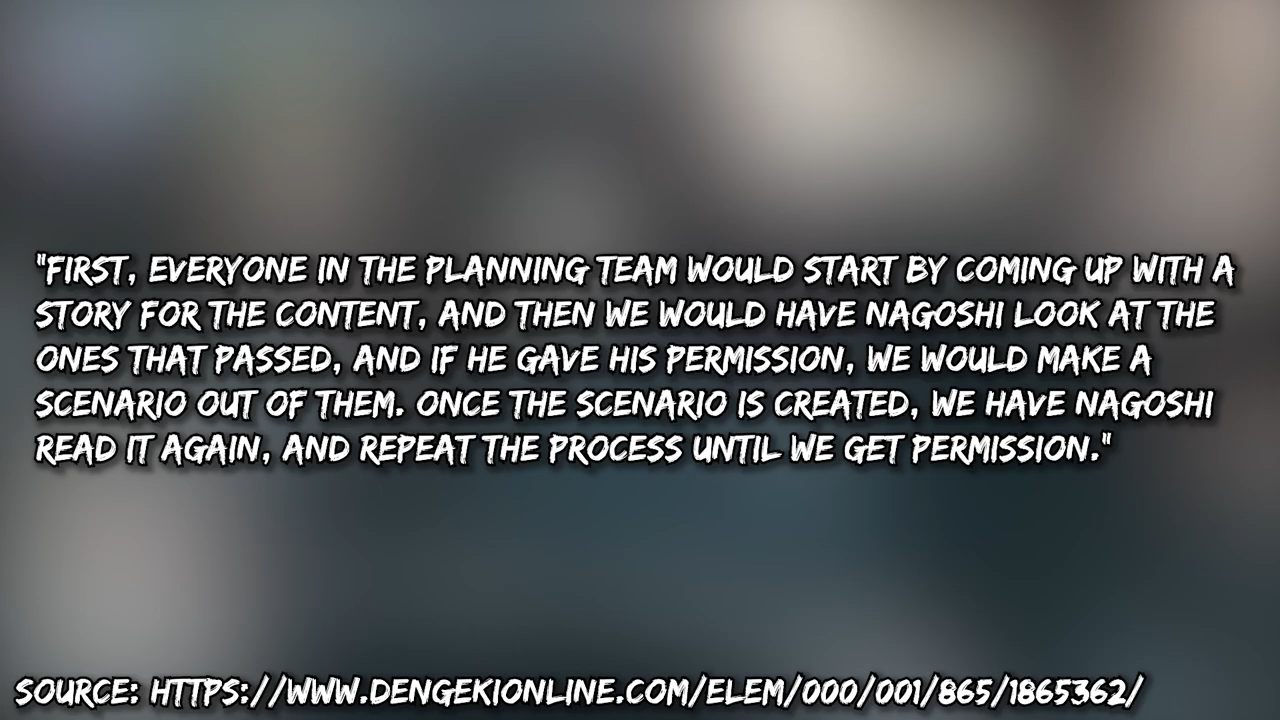 "FIRST, EVERYONE IN THE PLANNING TEAM WOULD START BY COMING UP WITH A
STORY FOR THE CONTENT, AND THEN WE WOULD HAVE NAGOSHI LOOK AT THE
ONES THAT PASSED, AND IF HE GAVE HIS PERMISSION, WE WOULD MAKE A
SCENARIO OUT OF THEM. ONCE THE SCENARIO IS CREATED, WE HAVE NAGOSHI
READ IT AGAIN, AND REPEAT THE PROCESS UNTIL WE GET PERMISSION."
SOURCE: HTTPS://WWW.DENGEKIONLINE.COM/ELEM/000/001/865/1865362/